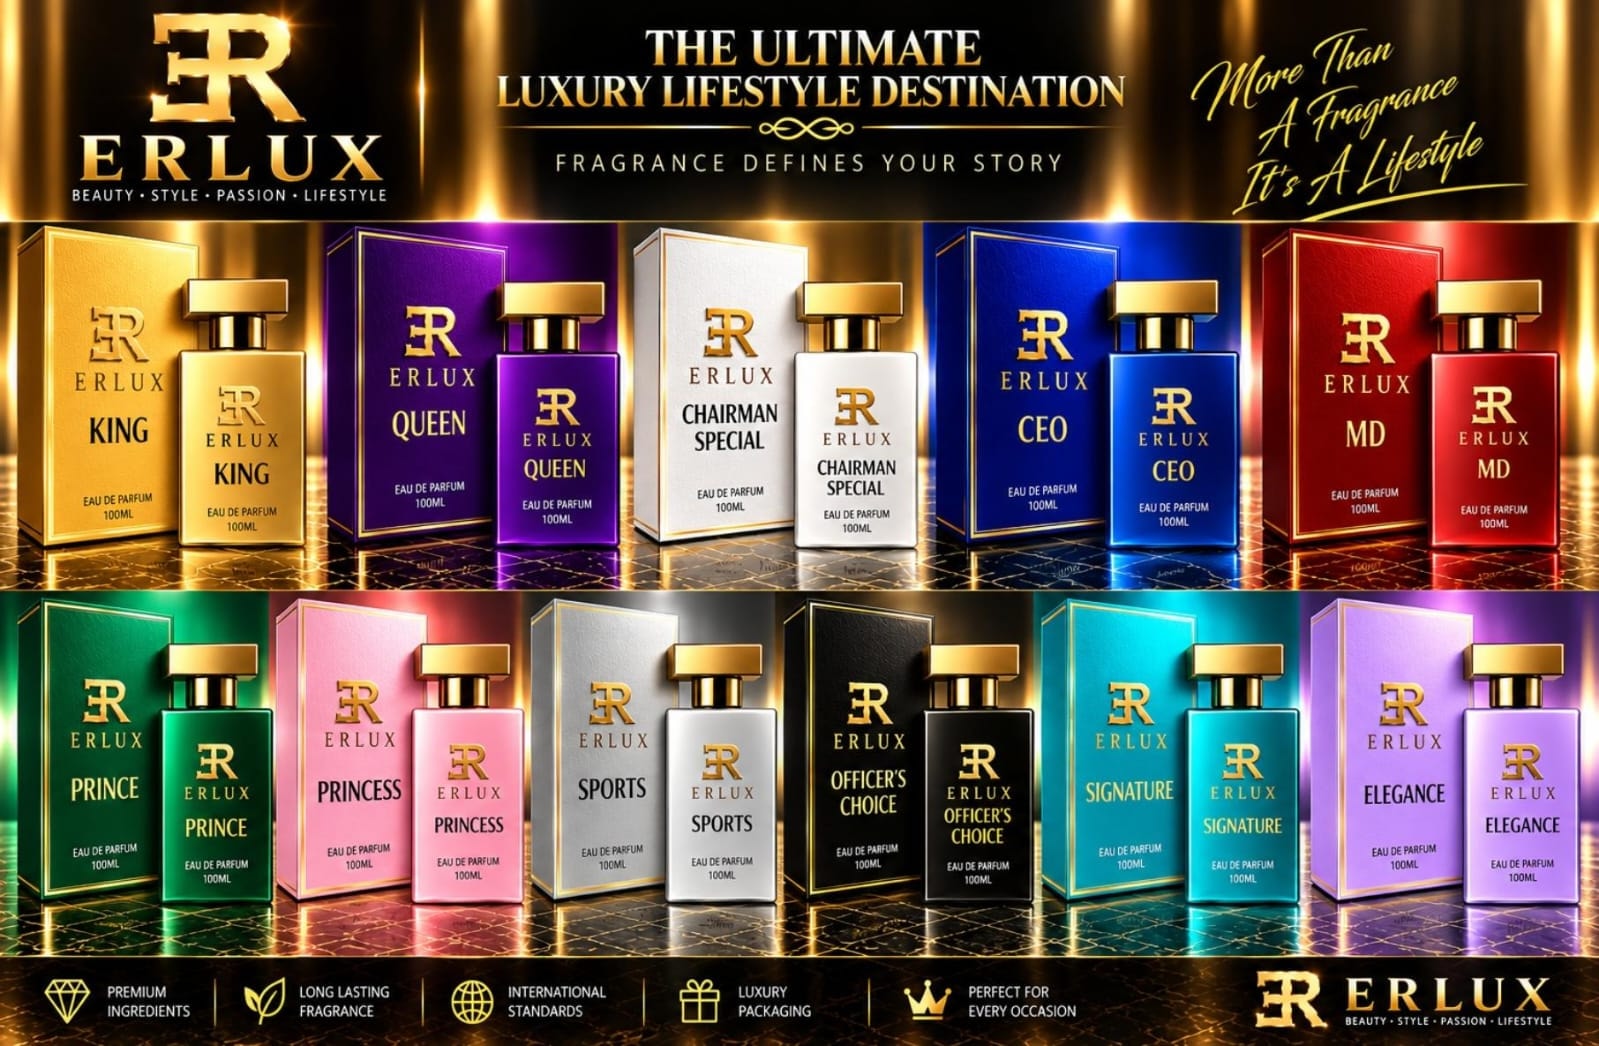 ER
ERLUX
BEAUTY • STYLE • PASSION • LIFESTYLE
THE ULTIMATE
LUXURY LIFESTYLE DESTINATION
FRAGRANCE DEFINES YOUR STORY
More Than
A Fragrance
It's A Lifestyle
ER
ERLUX
KING
EAU DE PARFUM
100ML
ER
ERLUX
KING
EAU DE PARFUM
100ML
ER
ERLUX
QUEEN
EAU DE PARFUM
100ML
ER
ERLUX
QUEEN
EAU DE PARFUM
100ML
ER
ERLUX
CHAIRMAN
SPECIAL
EAU DE PARFUM
100ML
ER
ERLUX
CHAIRMAN
SPECIAL
EAU DE PARFUM
100ML
ER
ERLUX
CEO
EAU DE PARFUM
100ML
ER
ERLUX
CEO
EAU DE PARFUM
100ML
ER
ERLUX
MD
EAU DE PARFUM
100ML
ER
ERLUX
MD
EAU DE PARFUM
100ML
ER
ERLUX
PRINCE
EAU DE PARFUM
100ML
ER
ERLUX
PRINCE
EAU DE PARFUM
100ML
ER
ERLUX
PRINCESS
EAU DE PARFUM
100ML
ER
ERLUX
PRINCESS
EAU DE PARFUM
100ML
ER
ERLUX
SPORTS
EAU DE PARFUM
100ML
ER
ERLUX
SPORTS
EAU DE PARFUM
100ML
ER
ERLUX
OFFICER'S
CHOICE
EAU DE PARFUM
100ML
ER
ERLUX
OFFICER'S
CHOICE
EAU DE PARFUM
100ML
ER
ERLUX
SIGNATURE
EAU DE PARFUM
100ML
ER
ERLUX
SIGNATURE
EAU DE PARFUM
100ML
ER
ERLUX
ELEGANCE
EAU DE PARFUM
100ML
ER
ERLUX
ELEGANCE
EAU DE PARFUM
100ML
PREMIUM
INGREDIENTS
LONG LASTING
FRAGRANCE
INTERNATIONAL
STANDARDS
LUXURY
PACKAGING
PERFECT FOR
EVERY OCCASION
ER
ERLUX
BEAUTY • STYLE • PASSION • LIFESTYLE